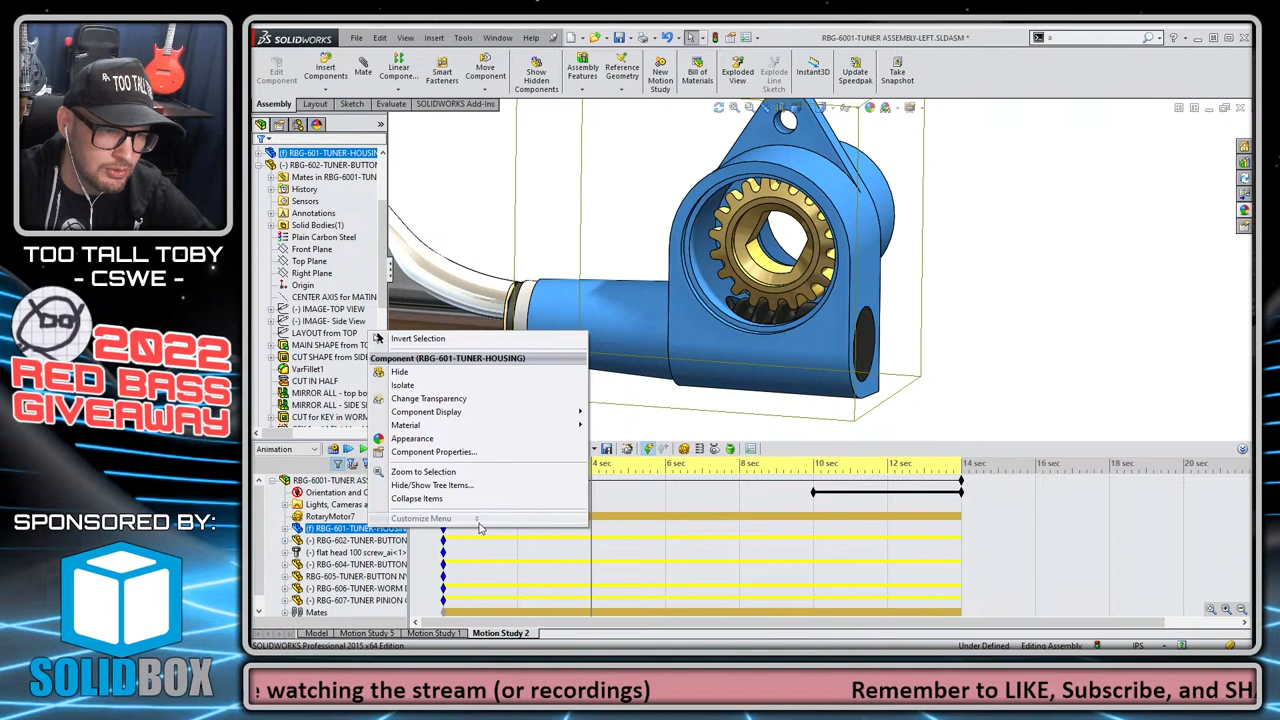 TOO TALL
TOBY
TOO TALL TOBY
- CSWE -
2022
RED BASS
GIVEAWAY
SPONSORED BY:
SOLIDBOX
SOLIDWORKS
File Edit View Insert Tools Window Help
RBG-6001-TUNER ASSEMBLY-LEFT.SLDASM *
a
Edit Component
Insert Components
Mate
Linear Compone...
Smart Fasteners
Move Component
Show Hidden Components
Assembly Features
Reference Geometry
New Motion Study
Bill of Materials
Exploded View
Explode Line Sketch
Instant3D
Update Speedpak
Take Snapshot
Assembly Layout Sketch Evaluate SOLIDWORKS Add-Ins
(f) RBG-601-TUNER-HOUSING
(-) RBG-602-TUNER-BUTTON
Mates in RBG-6001-TUN
History
Sensors
Annotations
Solid Bodies(1)
Plain Carbon Steel
Front Plane
Top Plane
Right Plane
Origin
CENTER AXIS for MATIN
(-) IMAGE-TOP VIEW
(-) IMAGE- Side View
LAYOUT from TOP
MAIN SHAPE from
CUT SHAPE from SID
VarFillet1
CUT IN HALF
MIRROR ALL - top bo
MIRROR ALL - SIDE S
CUT for KEY in WORM
Invert Selection
Component (RBG-601-TUNER-HOUSING)
Hide
Isolate
Change Transparency
Component Display
Material
Appearance
Component Properties...
Zoom to Selection
Hide/Show Tree Items...
Collapse Items
Customize Menu
Animation
4 sec 6 sec 8 sec 10 sec 12 sec 14 sec 16 sec 18 sec 20 sec
RBG-6001-TUNER ASS
Orientation and C
Lights, Cameras a
RotaryMotor7
(f) RBG-601-TUNER-HOUSIN
(-) RBG-602-TUNER-BUTTO
(-) flat head 100 screw_ai<1>
(-) RBG-604-TUNER-BUTTON
RBG-605-TUNER-BUTTON NY
(-) RBG-606-TUNER-WORM D
(-) RBG-607-TUNER PINION G
Mates
Model Motion Study 5 Motion Study 1 Motion Study 2
SOLIDWORKS Professional 2015 x64 Edition
Under Defined Editing Assembly IPS
e watching the stream (or recordings) Remember to LIKE, Subscribe, and SH